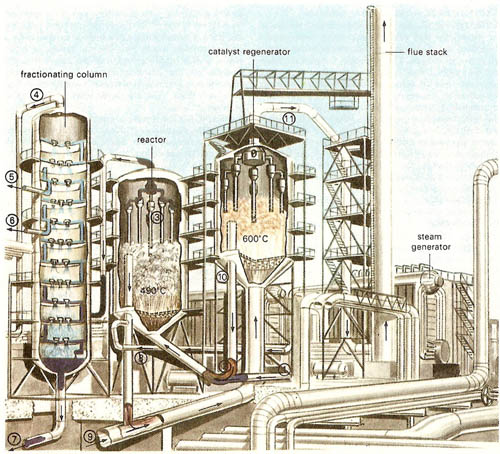 catalyst regenerator
flue stack
fractionating column
4
11
reactor
5
3
6
600°C
steam
generator
10
490°C
8
7
9